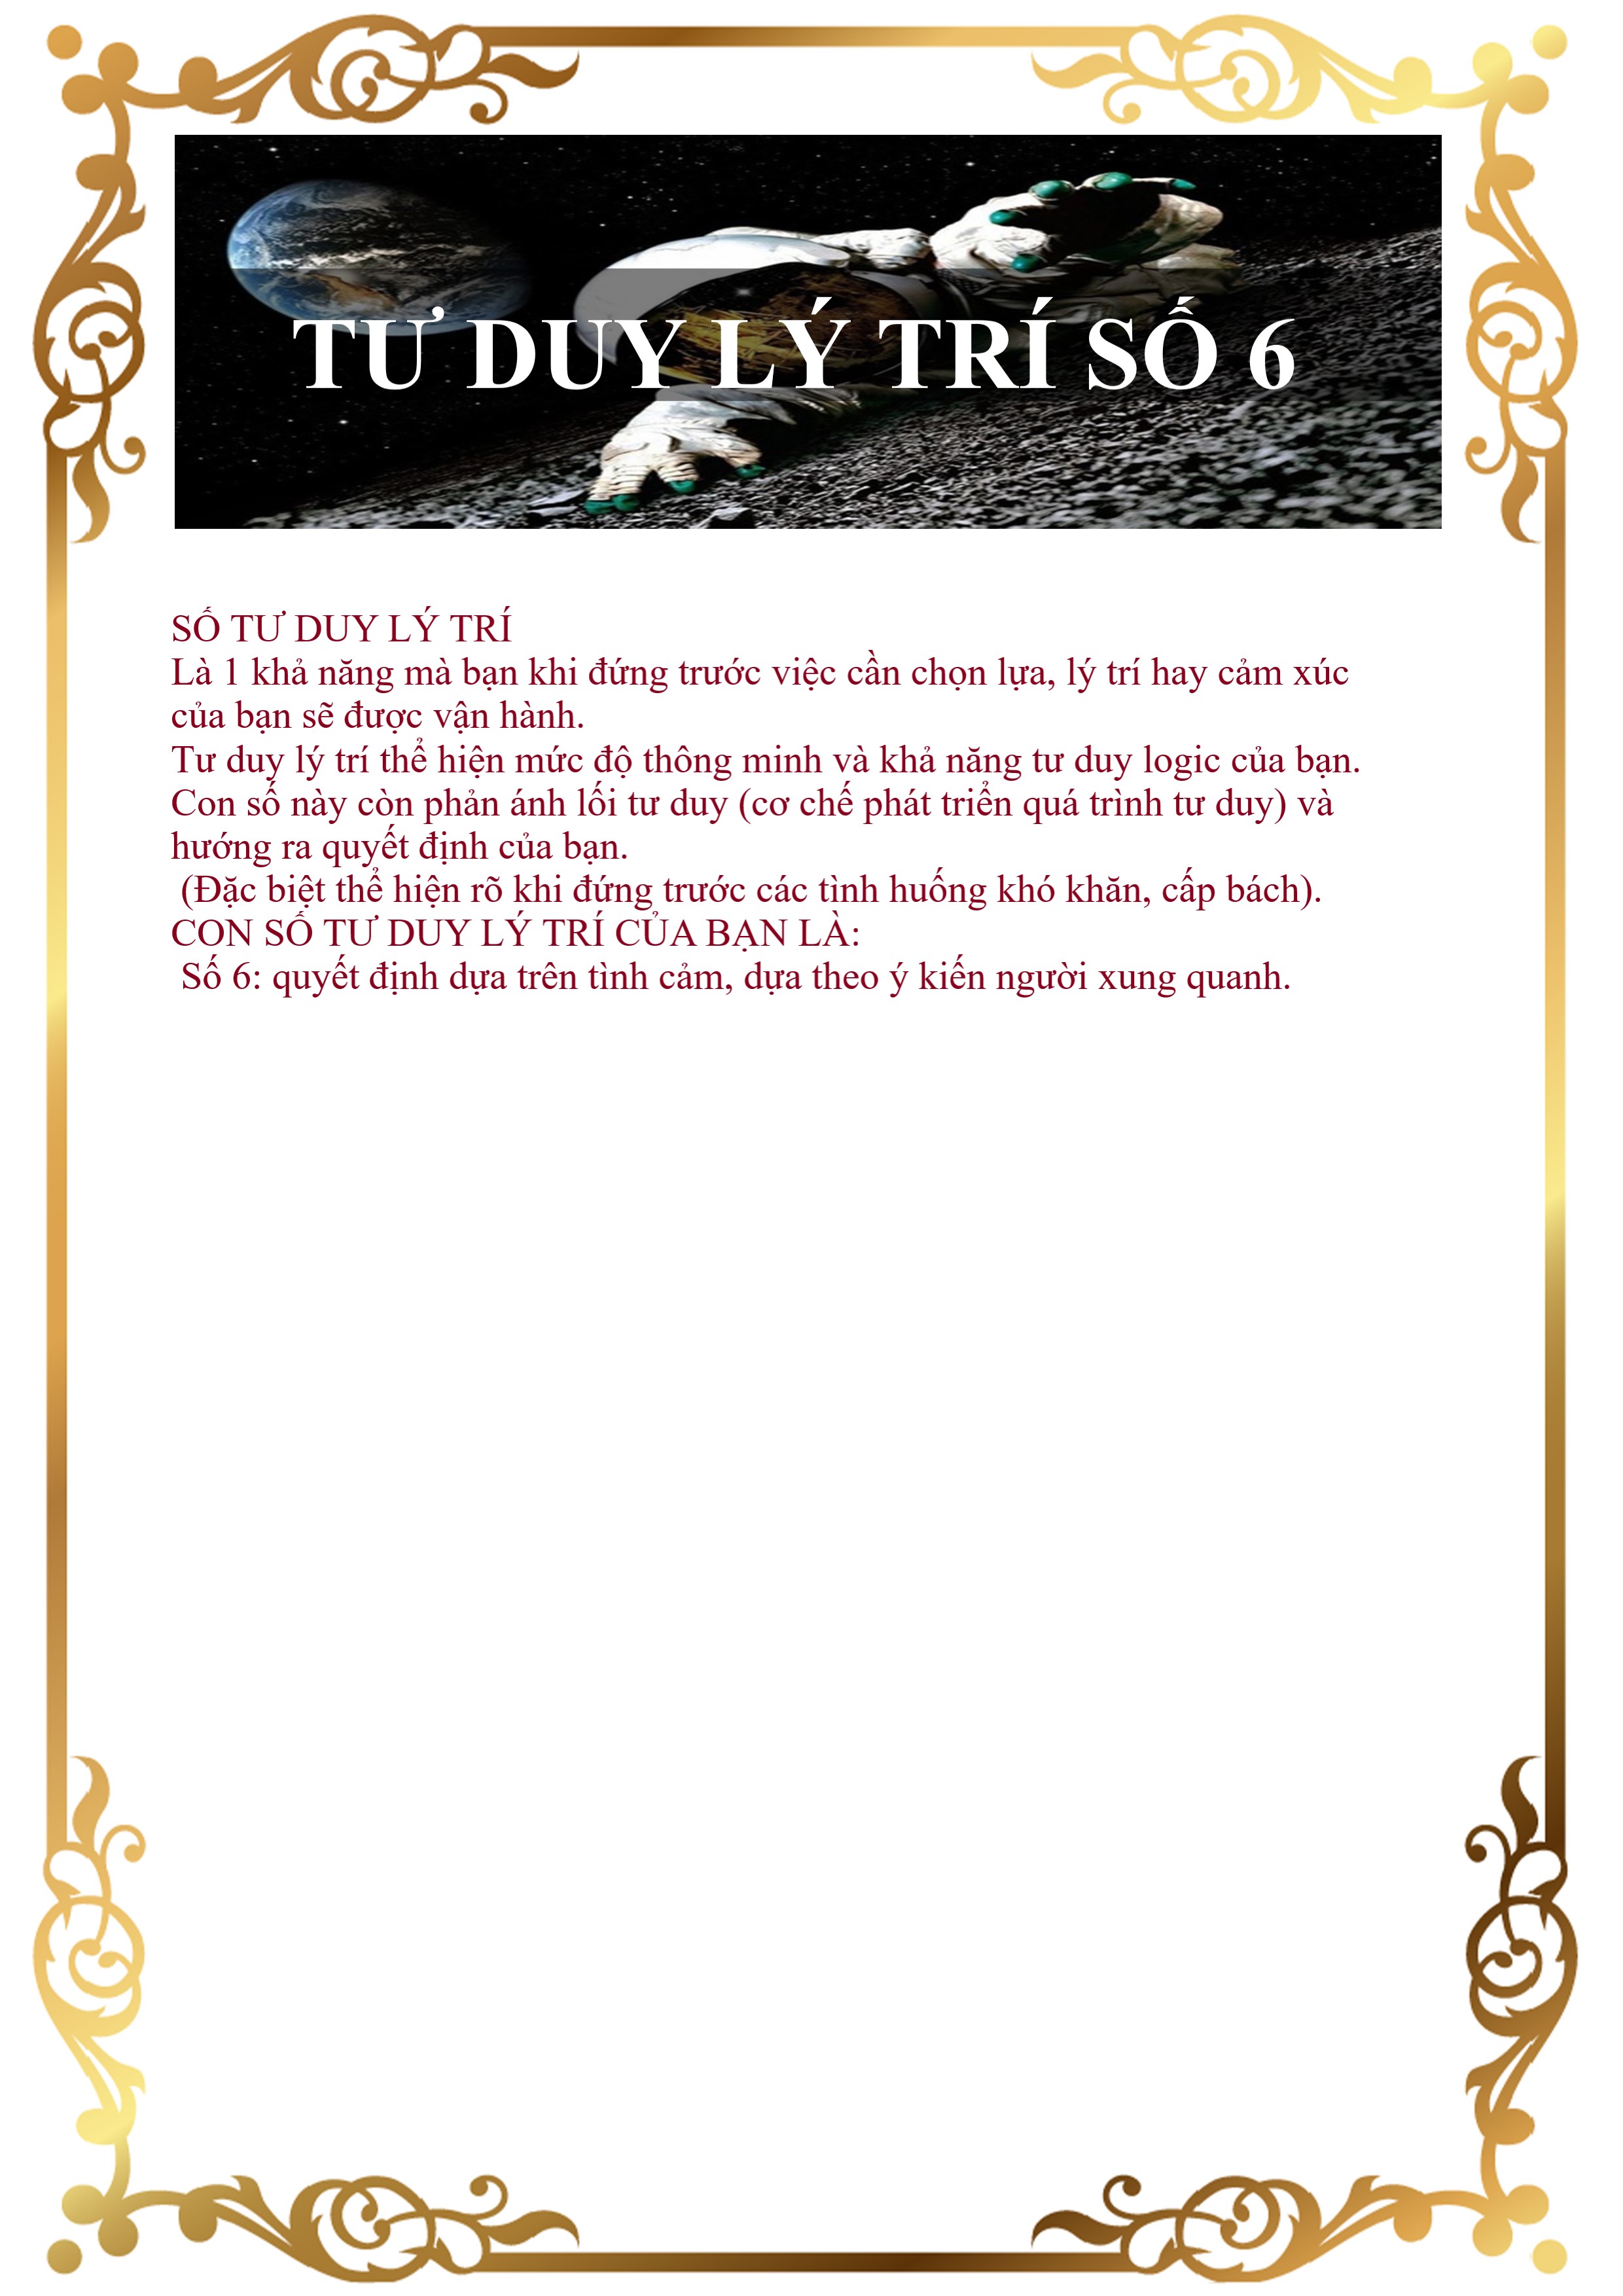 TƯ DUY LÝ TRÍ SỐ 6
SỐ TƯ DUY LÝ TRÍ
Là 1 khả năng mà bạn khi đứng trước việc cần chọn lựa, lý trí hay cảm xúc
của bạn sẽ được vận hành.
Tư duy lý trí thể hiện mức độ thông minh và khả năng tư duy logic của bạn.
Con số này còn phản ánh lối tư duy (cơ chế phát triển quá trình tư duy) và
hướng ra quyết định của bạn.
(Đặc biệt thể hiện rõ khi đứng trước các tình huống khó khăn, cấp bách).
CON SỐ TƯ DUY LÝ TRÍ CỦA BẠN LÀ:
Số 6: quyết định dựa trên tình cảm, dựa theo ý kiến người xung quanh.